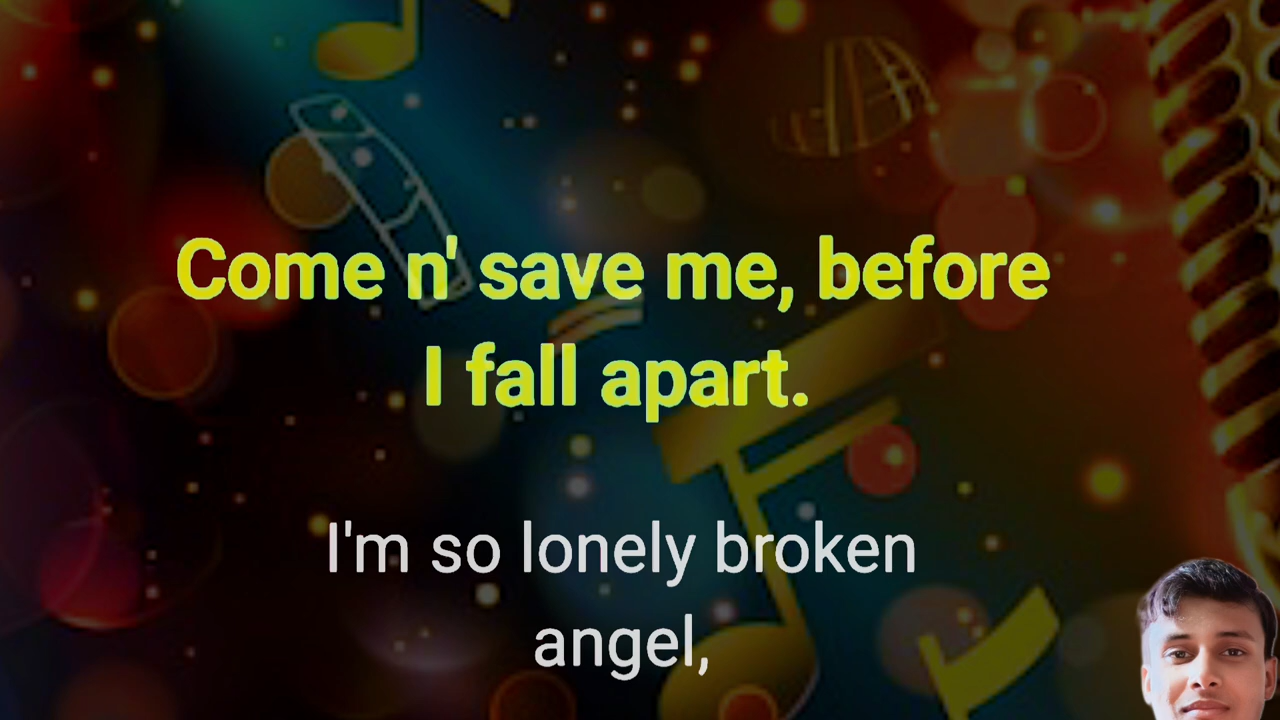 Come n' save me, before
I fall apart.
I'm so lonely broken
angel,